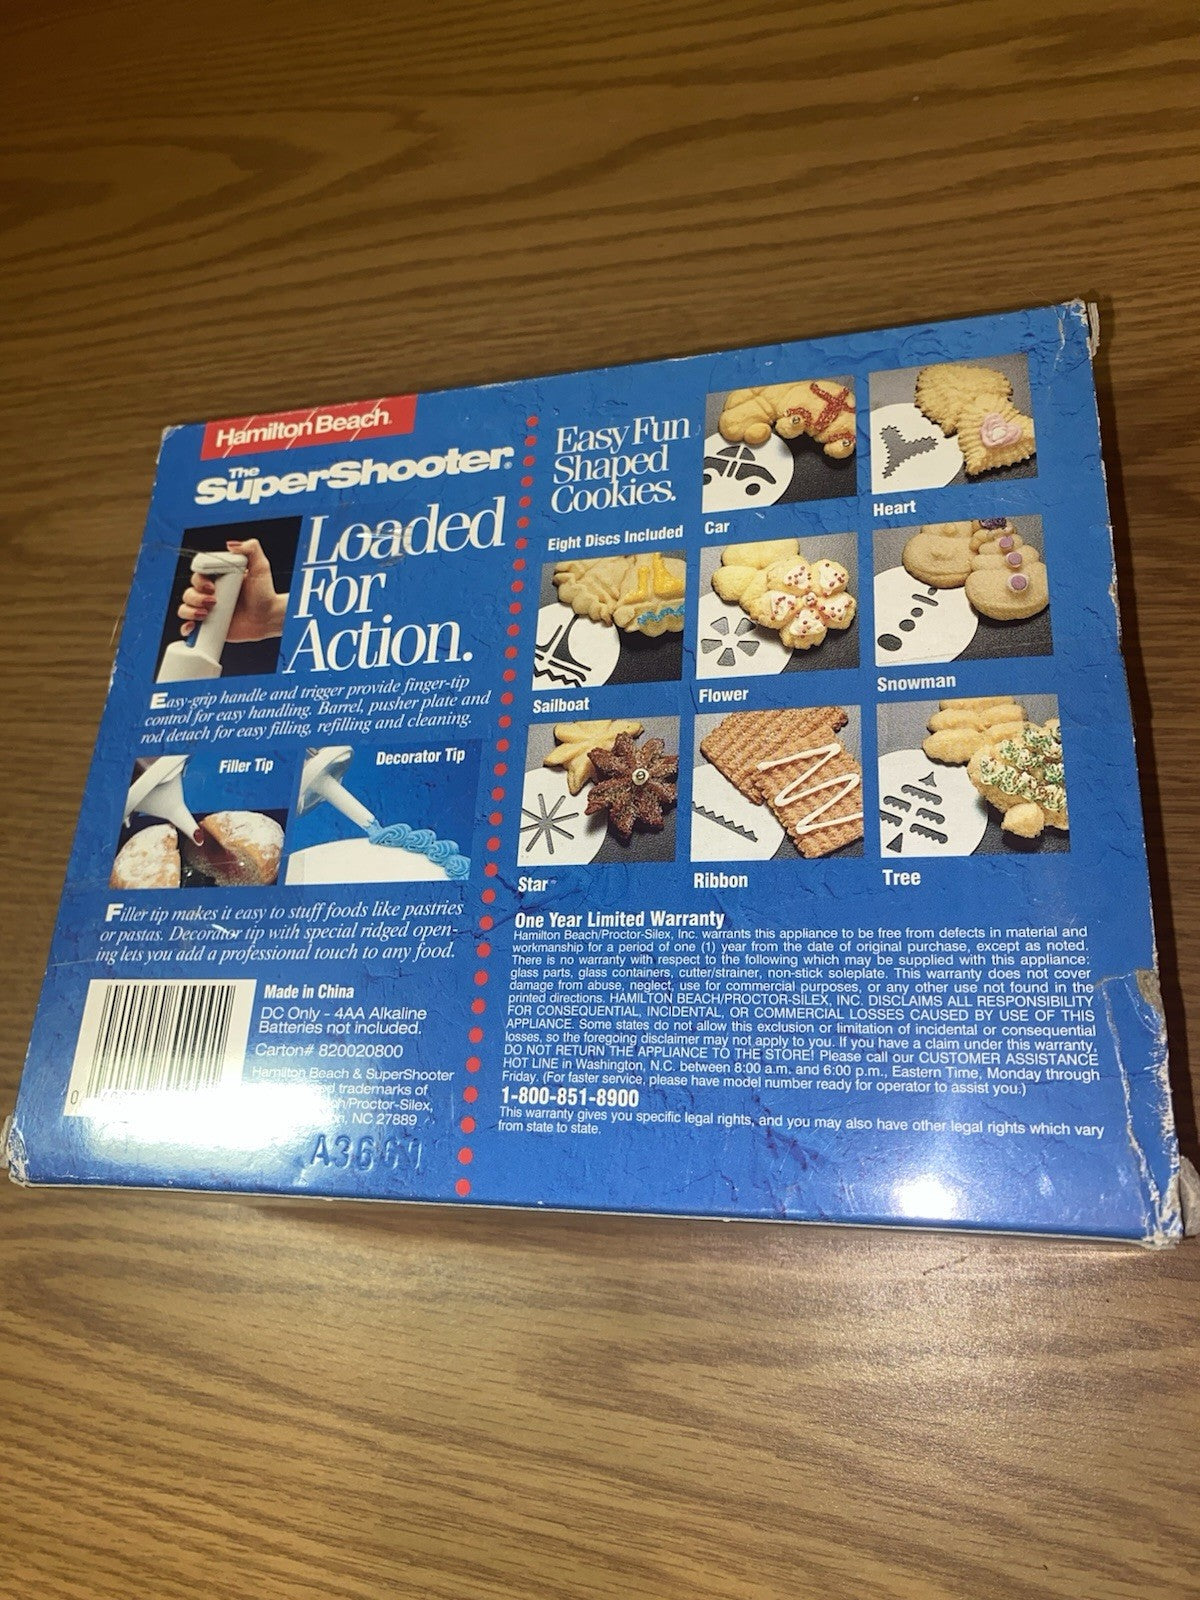 Hamilton Beach®
The
SuperShooter®
Loaded
For
Action.
Easy-grip handle and trigger provide finger-tip
control for easy handling. Barrel, pusher plate and
rod detach for easy filling, refilling and cleaning.
Filler Tip
Decorator Tip
Filler tip makes it easy to stuff foods like pastries
or pastas. Decorator tip with special ridged open-
ing lets you add a professional touch to any food.
Made in China
DC Only - 4AA Alkaline
Batteries not included.
Carton# 820020800
Hamilton Beach & SuperShooter
trademarks of
/Proctor-Silex,
NC 27889
0
Easy Fun
Shaped
Cookies.
Eight Discs Included
Car
Heart
Sailboat
Flower
Snowman
Star
Ribbon
Tree
One Year Limited Warranty
Hamilton Beach/Proctor-Silex, Inc. warrants this appliance to be free from defects in material and
workmanship for a period of one (1) year from the date of original purchase, except as noted.
There is no warranty with respect to the following which may be supplied with this appliance:
glass parts, glass containers, cutter/strainer, non-stick soleplate. This warranty does not cover
damage from abuse, neglect, use for commercial purposes, or any other use not found in the
printed directions. HAMILTON BEACH/PROCTOR-SILEX, INC. DISCLAIMS ALL RESPONSIBILITY
FOR CONSEQUENTIAL, INCIDENTAL, OR COMMERCIAL LOSSES CAUSED BY USE OF THIS
APPLIANCE. Some states do not allow this exclusion or limitation of incidental or consequential
losses, so the foregoing disclaimer may not apply to you. If you have a claim under this warranty,
DO NOT RETURN THE APPLIANCE TO THE STORE! Please call our CUSTOMER ASSISTANCE
HOT LINE in Washington, N.C. between 8:00 a.m. and 6:00 p.m., Eastern Time, Monday through
Friday. (For faster service, please have model number ready for operator to assist you.)
1-800-851-8900
This warranty gives you specific legal rights, and you may also have other legal rights which vary
from state to state.